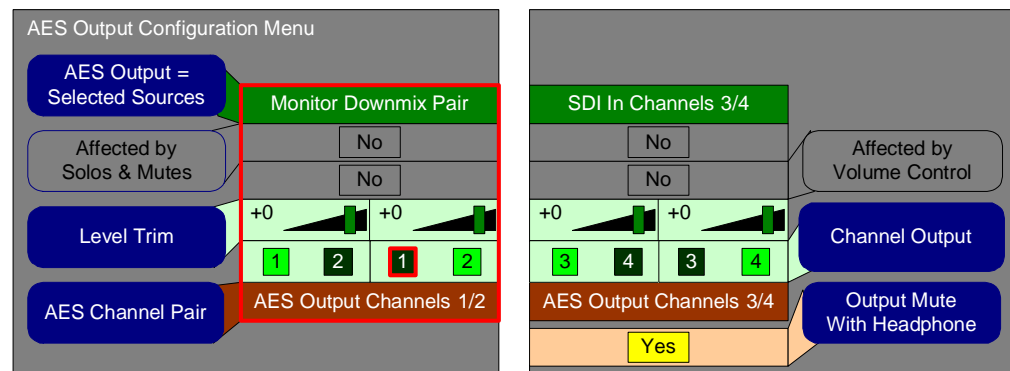 AES Output Configuration Menu
AES Output =
Selected Sources
Monitor Downmix Pair
SDI In Channels 3/4
Affected by
Solos & Mutes
No
No
No
No
Affected by
Volume Control
Level Trim
+0 +0
+0 +0
1 2 1 2
3 4 3 4
Channel Output
AES Channel Pair
AES Output Channels 1/2
AES Output Channels 3/4
Output Mute
With Headphone
Yes